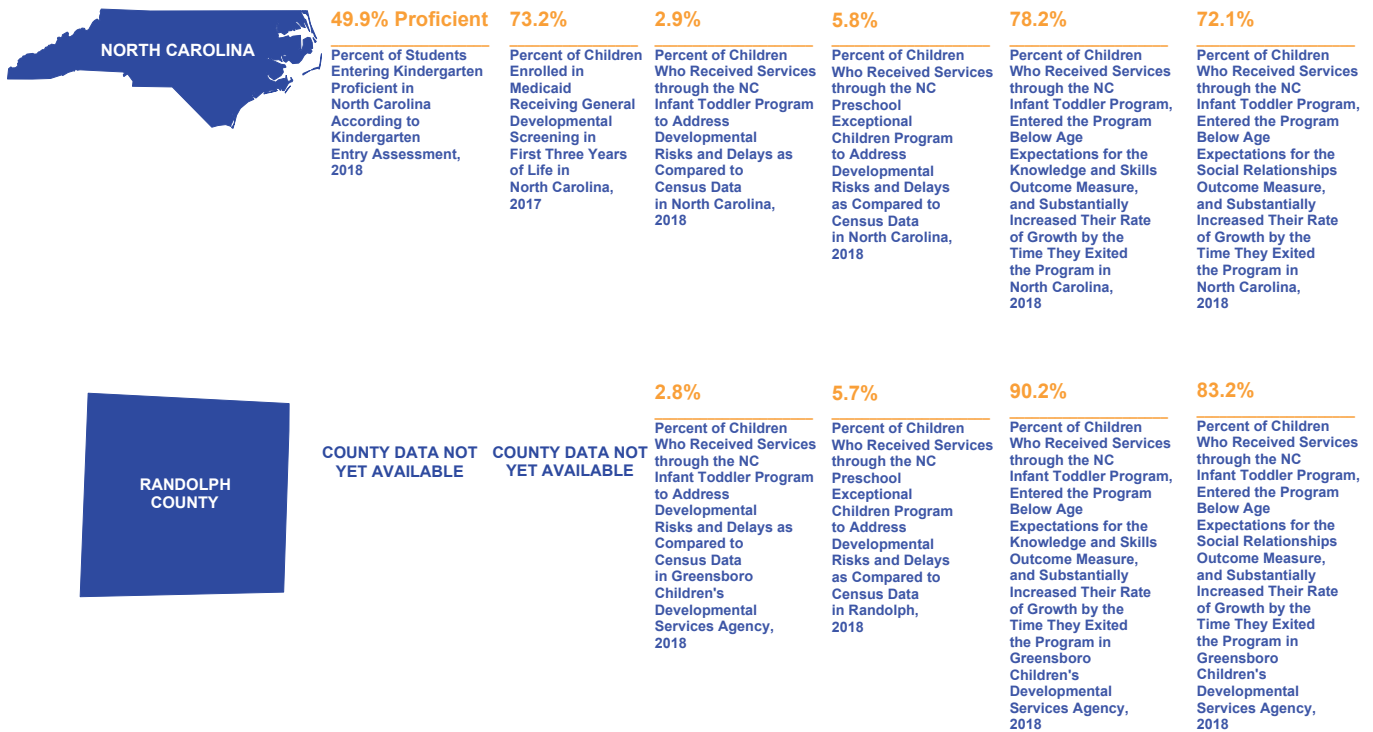 NORTH CAROLINA
49.9% Proficient
Percent of Students
Entering Kindergarten
Proficient in
North Carolina
According to
Kindergarten
Entry Assessment,
2018
73.2%
Percent of Children
Enrolled in
Medicaid
Receiving General
Developmental
Screening in
First Three Years
of Life in
North Carolina,
2017
2.9%
Percent of Children
Who Received Services
through the NC
Infant Toddler Program
to Address
Developmental
Risks and Delays as
Compared to
Census Data
in North Carolina,
2018
5.8%
Percent of Children
Who Received Services
through the NC
Preschool
Exceptional
Children Program
to Address
Developmental
Risks and Delays
as Compared to
Census Data
in North Carolina,
2018
78.2%
Percent of Children
Who Received Services
through the NC
Infant Toddler Program,
Entered the Program
Below Age
Expectations for the
Knowledge and Skills
Outcome Measure,
and Substantially
Increased Their Rate
of Growth by the
Time They Exited
the Program in
North Carolina,
2018
72.1%
Percent of Children
Who Received Services
through the NC
Infant Toddler Program,
Entered the Program
Below Age
Expectations for the
Social Relationships
Outcome Measure,
and Substantially
Increased Their Rate
of Growth by the
Time They Exited
the Program in
North Carolina,
2018
RANDOLPH
COUNTY
COUNTY DATA NOT
YET AVAILABLE
COUNTY DATA NOT
YET AVAILABLE
2.8%
Percent of Children
Who Received Services
through the NC
Infant Toddler Program
to Address
Developmental
Risks and Delays as
Compared to
Census Data
in Greensboro
Children's
Developmental
Services Agency,
2018
5.7%
Percent of Children
Who Received Services
through the NC
Preschool
Exceptional
Children Program
to Address
Developmental
Risks and Delays
as Compared to
Census Data
in Randolph,
2018
90.2%
Percent of Children
Who Received Services
through the NC
Infant Toddler Program,
Entered the Program
Below Age
Expectations for the
Knowledge and Skills
Outcome Measure,
and Substantially
Increased Their Rate
of Growth by the
Time They Exited
the Program in
Greensboro
Children's
Developmental
Services Agency,
2018
83.2%
Percent of Children
Who Received Services
through the NC
Infant Toddler Program,
Entered the Program
Below Age
Expectations for the
Social Relationships
Outcome Measure,
and Substantially
Increased Their Rate
of Growth by the
Time They Exited
the Program in
Greensboro
Children's
Developmental
Services Agency,
2018